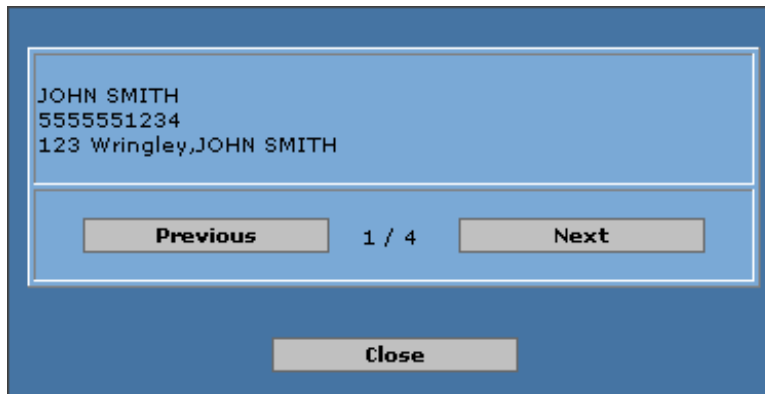 JOHN SMITH
5555551234
123 Wringley,JOHN SMITH
Previous 1 / 4 Next
Close